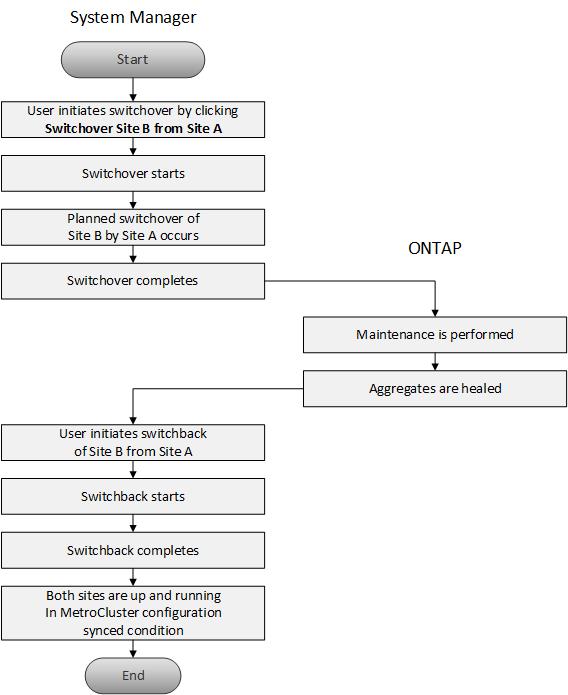 System Manager
Start
User initiates switchover by clicking
Switchover Site B from Site A
Switchover starts
Planned switchover of
Site B by Site A occurs
Switchover completes
ONTAP
Maintenance is performed
Aggregates are healed
User initiates switchback
of Site B from Site A
Switchback starts
Switchback completes
Both sites are up and running
In MetroCluster configuration
synced condition
End